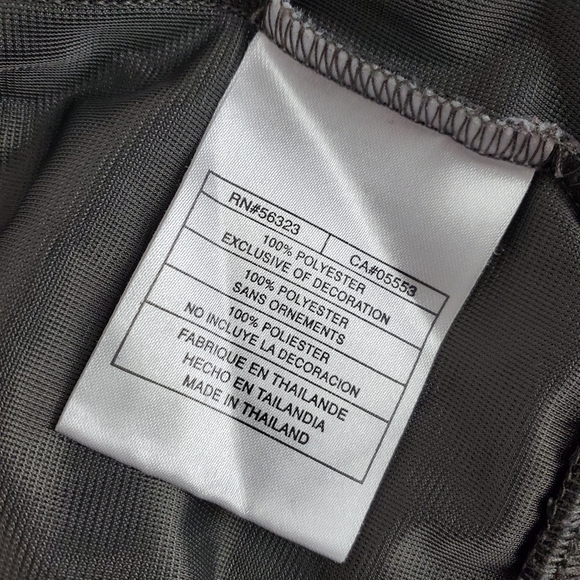 RN#56323 CA#05553
100% POLYESTER
EXCLUSIVE OF DECORATION
100% POLYESTER
SANS ORNEMENTS
100% POLIESTER
NO INCLUYE LA DECORACION
FABRIQUE EN THAILANDE
HECHO EN TAILANDIA
MADE IN THAILAND